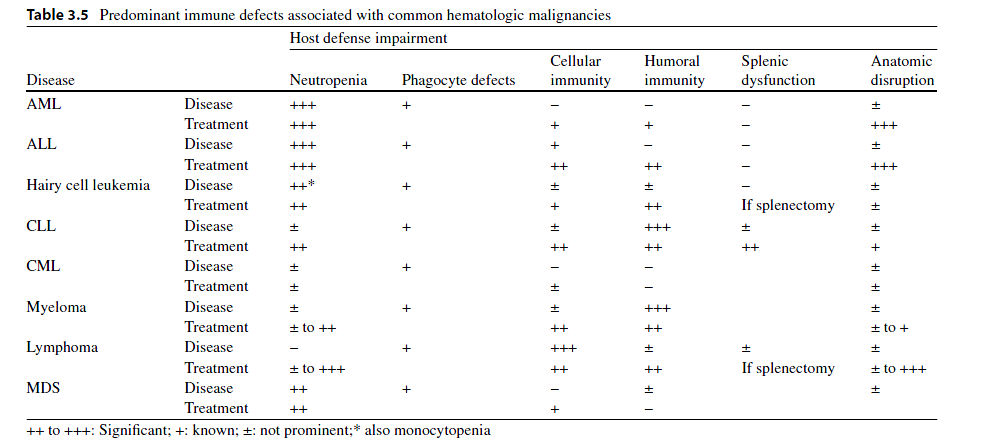 Table 3.5 Predominant immune defects associated with common hematologic malignancies
Host defense impairment
Disease Neutropenia Phagocyte defects Cellular immunity Humoral immunity Splenic dysfunction Anatomic disruption
AML Disease +++ + – – – ±
Treatment +++ + + – +++
ALL Disease +++ + + – – ±
Treatment +++ ++ ++ – +++
Hairy cell leukemia Disease ++* + ± ± – ±
Treatment ++ + ++ If splenectomy ±
CLL Disease ± + ± +++ ± ±
Treatment ++ ++ ++ ++ +
CML Disease ± + – – ±
Treatment ± ± – ±
Myeloma Disease ± + ± +++ ±
Treatment ± to ++ ++ ++ ± to +
Lymphoma Disease – + +++ ± ± ±
Treatment ± to +++ ++ ++ If splenectomy ± to +++
MDS Disease ++ + – ± ±
Treatment ++ + –
++ to +++: Significant; +: known; ±: not prominent;* also monocytopenia